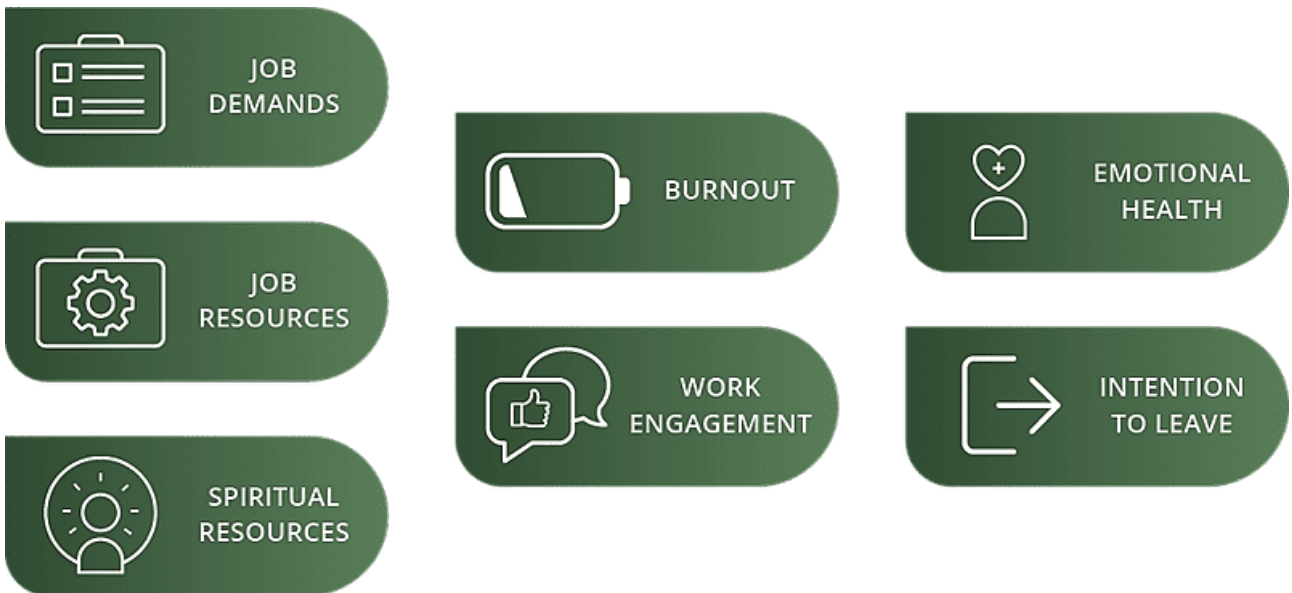 JOB
DEMANDS
JOB
RESOURCES
SPIRITUAL
RESOURCES
BURNOUT
WORK
ENGAGEMENT
EMOTIONAL
HEALTH
INTENTION
TO LEAVE